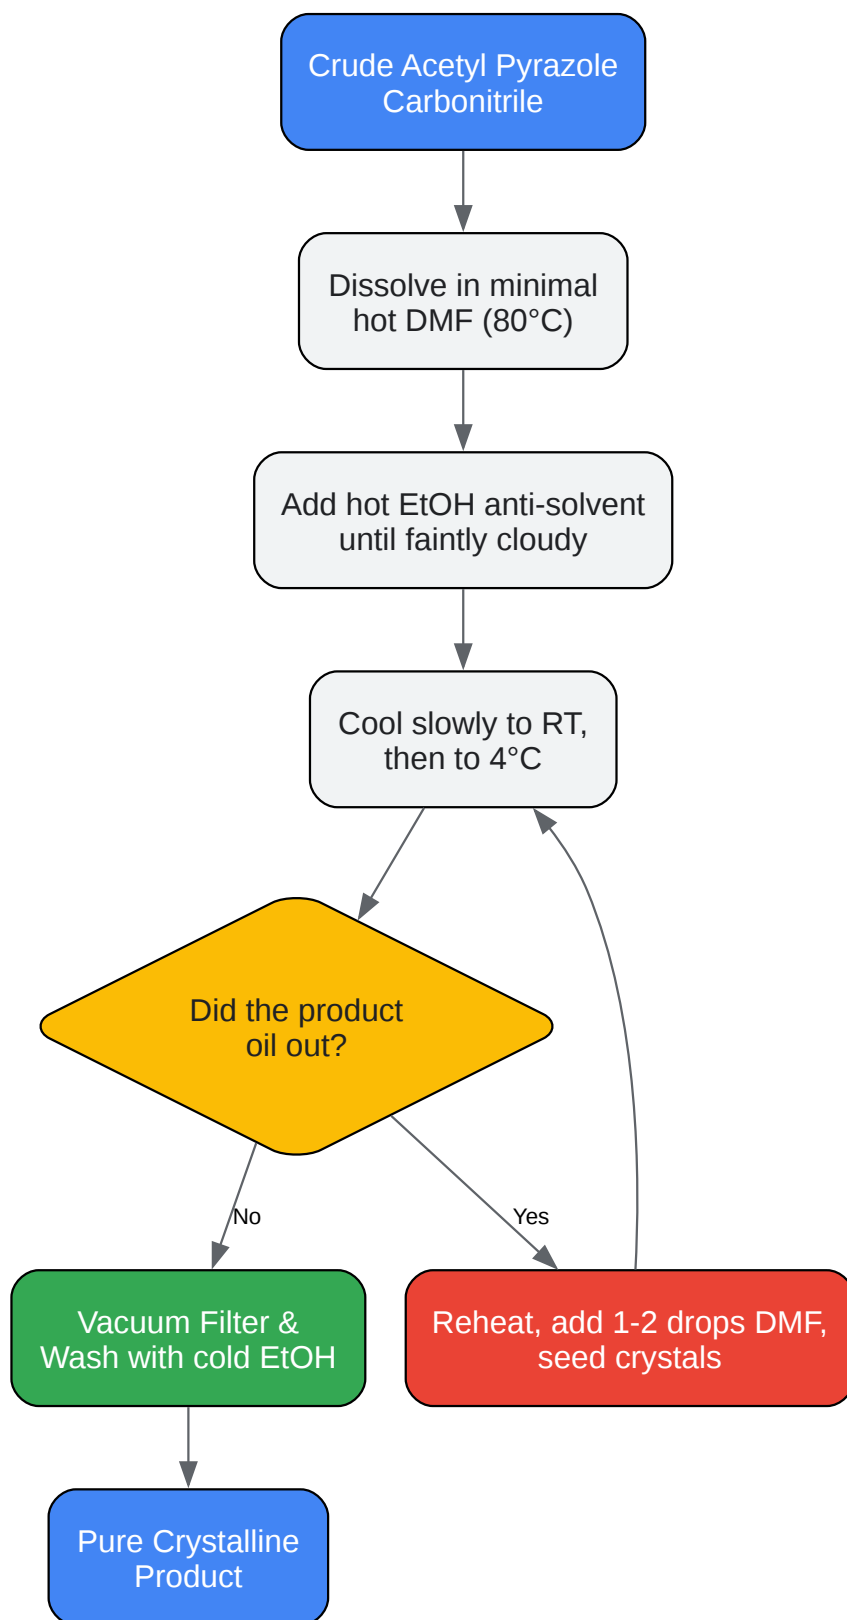 Crude Acetyl Pyrazole
Carbonitrile
Dissolve in minimal
hot DMF (80°C)
Add hot EtOH anti-solvent
until faintly cloudy
Cool slowly to RT,
then to 4°C
Did the product
oil out?
No
Yes
Vacuum Filter &
Wash with cold EtOH
Reheat, add 1-2 drops DMF,
seed crystals
Pure Crystalline
Product